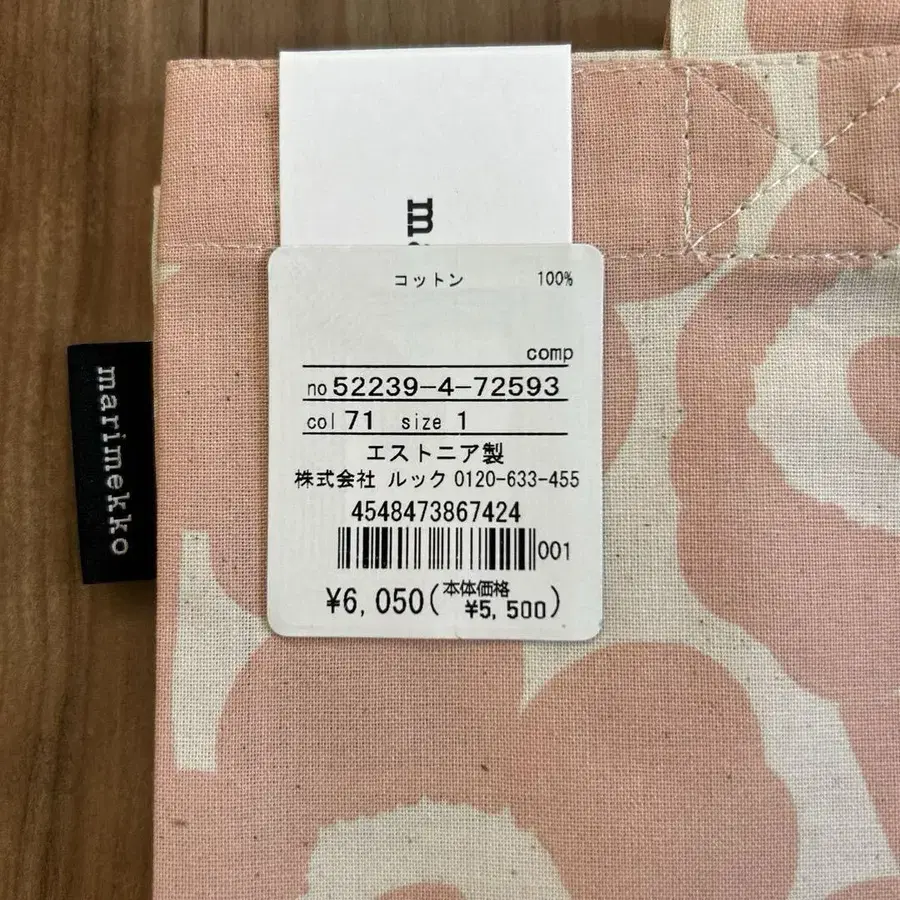 コットン 100%
comp
no 52239-4-72593
col 71 size 1
エストニア製
株式会社 ルック 0120-633-455
4548473867424
001
¥6,050(本体価格 ¥5,500)
marimekko